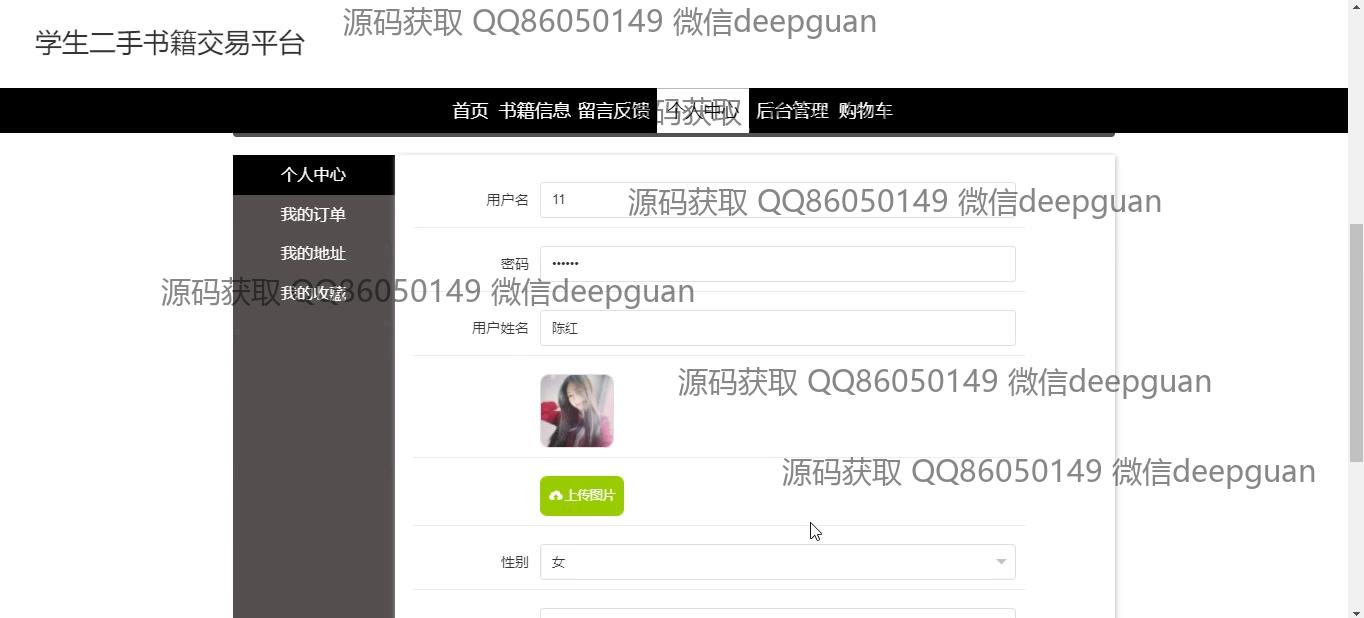 源码获取 QQ86050149 微信deepguan
学生二手书籍交易平台
首页 书籍信息 留言反馈 个人中心 后台管理 购物车
码获取
个人中心
我的订单
我的地址
我的收藏
用户名 11
源码获取 QQ86050149 微信deepguan
密码 ••••••
源码获取 QQ86050149 微信deepguan
用户姓名 陈红
源码获取 QQ86050149 微信deepguan
源码获取 QQ86050149 微信deepguan
上传图片
性别 女